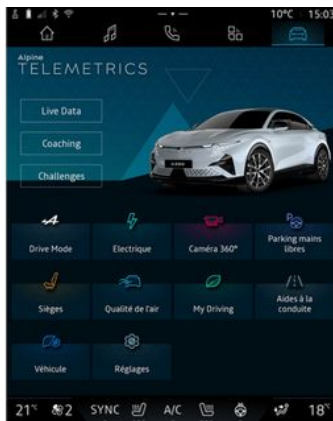 10°C
15:03
Alpine
TELEMETRICS
Live Data
Coaching
Challenges
Drive Mode
Electrique
Caméra 360°
Parking mains
libres
Sièges
Qualité de l'air
My Driving
Aides à la
conduite
Véhicule
Réglages
21°C
2
SYNC
A/C
18°C